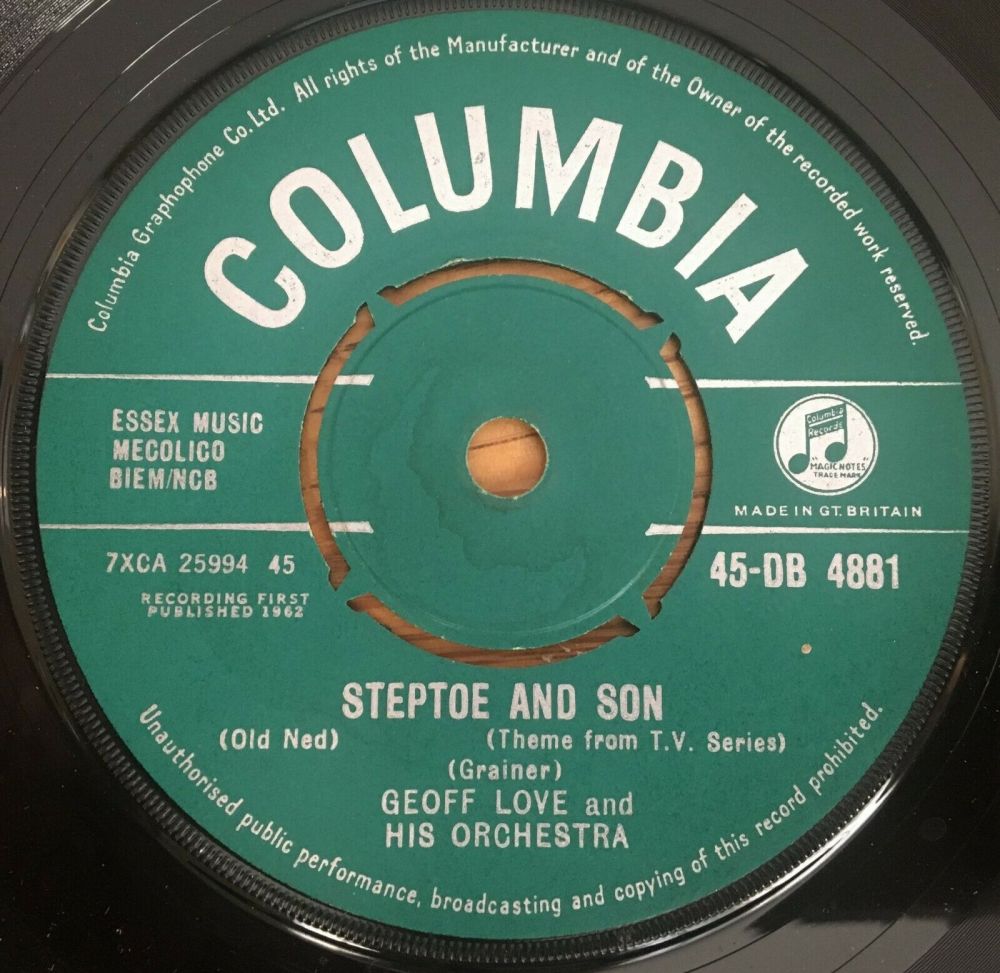 Columbia Graphophone Co. Ltd. All rights of the Manufacturer and of the Owner of the recorded work reserved.
COLUMBIA
ESSEX MUSIC
MECOLICO
BIEM/NCB
Columbia
Records
"MAGIC NOTES"
TRADE MARK
MADE IN GT. BRITAIN
7XCA 25994 45
45-DB 4881
RECORDING FIRST
PUBLISHED 1962
STEPTOE AND SON
(Old Ned) (Theme from T.V. Series)
(Grainer)
GEOFF LOVE and
HIS ORCHESTRA
Unauthorised public performance, broadcasting and copying of this record prohibited.